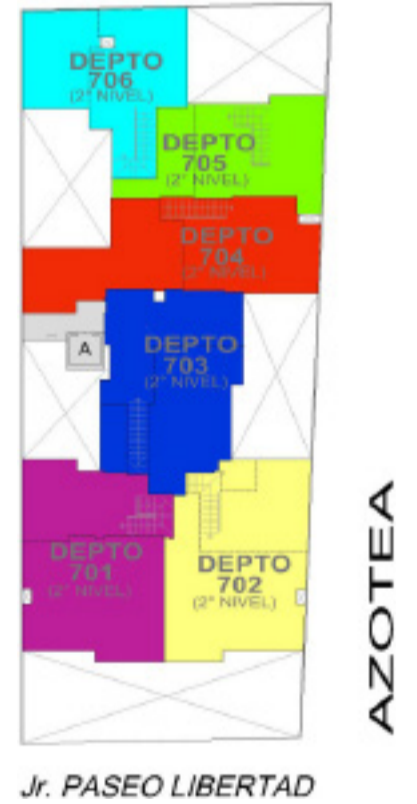 DEPTO
706
(2° NIVEL)
DEPTO
705
(2° NIVEL)
DEPTO
704
(2° NIVEL)
A
DEPTO
703
(2° NIVEL)
DEPTO
701
(2° NIVEL)
DEPTO
702
(2° NIVEL)
AZOTEA
Jr. PASEO LIBERTAD